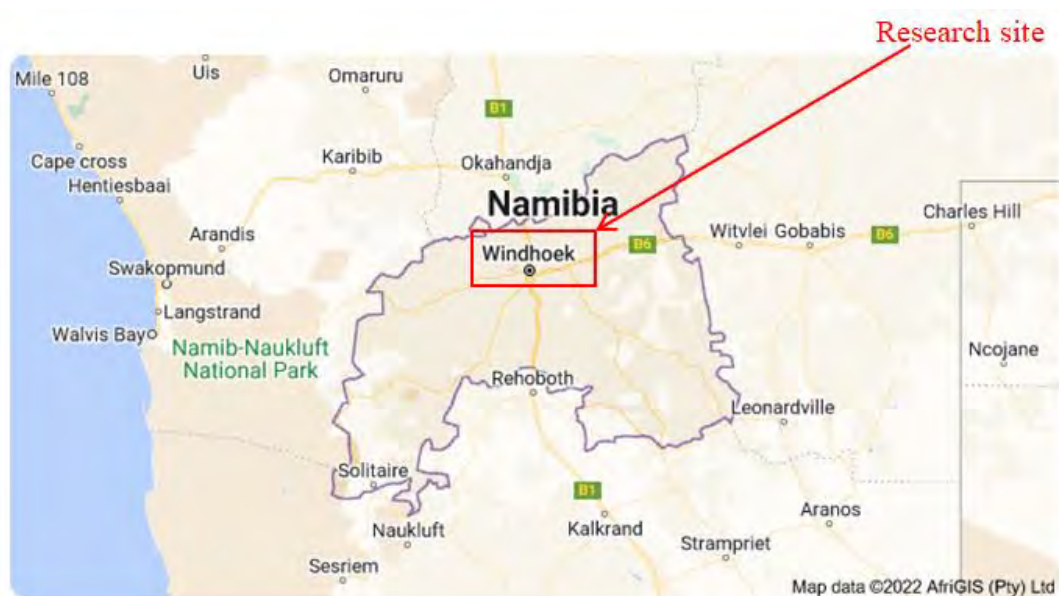 Research site
Mile 108
Uis
Omaruru
B1
Cape cross
Karibib
Okahandja
Hentiesbaai
Namibia
Arandis
Charles Hill
Witvlei
Gobabis
B6
B6
Windhoek
Swakopmund
Langstrand
Walvis Bay
Namib-Naukluft
National Park
Ncojane
Rehoboth
Leonardville
Solitaire
B1
Naukluft
Kalkrand
Aranos
Strampriet
Sesriem
Map data ©2022 AfriGIS (Pty) Ltd